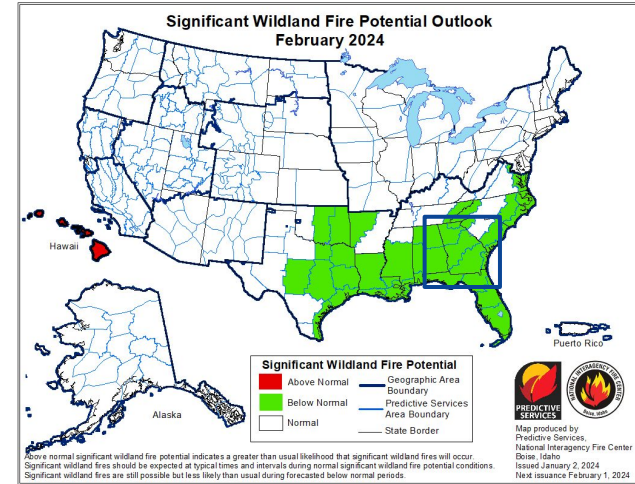 Significant Wildland Fire Potential Outlook
February 2024
Hawaii
Alaska
Puerto Rico
Significant Wildland Fire Potential
Above Normal
Below Normal
Normal
Geographic Area
Boundary
Predictive Services
Area Boundary
State Border
PREDICTIVE
SERVICES
NATIONAL INTERAGENCY FIRE CENTER
Boise, Idaho
Map produced by
Predictive Services,
National Interagency Fire Center
Boise, Idaho
Issued January 2, 2024
Next issuance February 1, 2024
Above normal significant wildland fire potential indicates a greater than usual likelihood that significant wildland fires will occur.
Significant wildland fires should be expected at typical times and intervals during normal significant wildland fire potential conditions.
Significant wildland fires are still possible but less likely than usual during forecasted below normal periods.